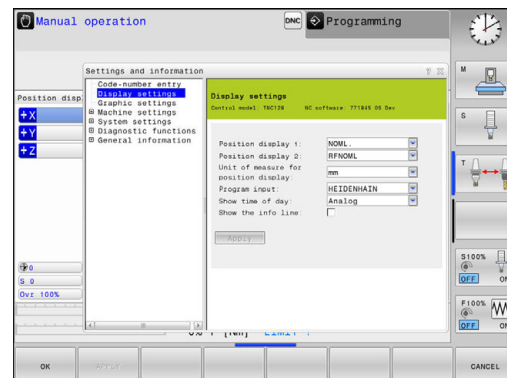 Manual operation
DNC
Programming
Settings and information
? 
Position disp
+X
+Y
+Z
Code-number entry
Display settings
Graphic settings
Machine settings
System settings
Diagnostic functions
General information
Display settings
Control model: TNC128 NC software: 771845 05 Dev
Position display 1: NOML.
Position display 2: RFNOML
Unit of measure for
position display: mm
Program input: HEIDENHAIN
Show time of day: Analog
Show the info line:
Apply
0
S 0
Ovr 100%
M
S
T
S100%
OFF ON
F100%
OFF ON
OK
APPLY
CANCEL